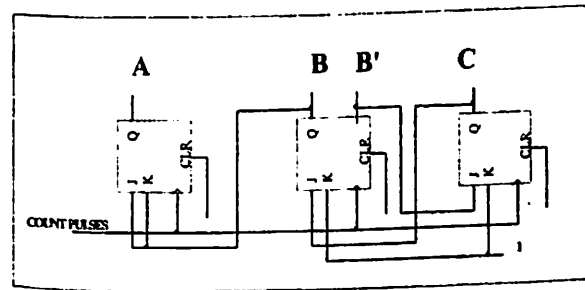 A B B' C
Q Q Q
CLR CLR CLR
J K J K J K
COUNT PULSES
1